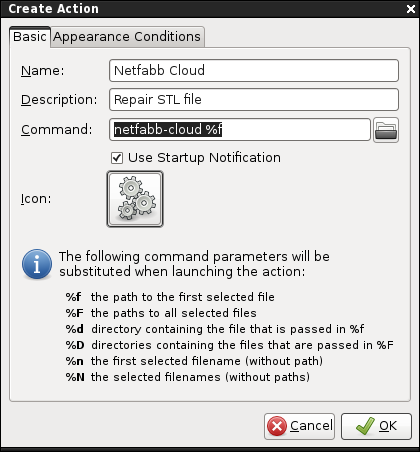 Create Action
Basic Appearance Conditions
Name: Netfabb Cloud
Description: Repair STL file
Command: netfabb-cloud %f
Use Startup Notification
Icon:
The following command parameters will be
substituted when launching the action:
%f the path to the first selected file
%F the paths to all selected files
%d directory containing the file that is passed in %f
%D directories containing the files that are passed in %F
%n the first selected filename (without path)
%N the selected filenames (without paths)
Cancel OK